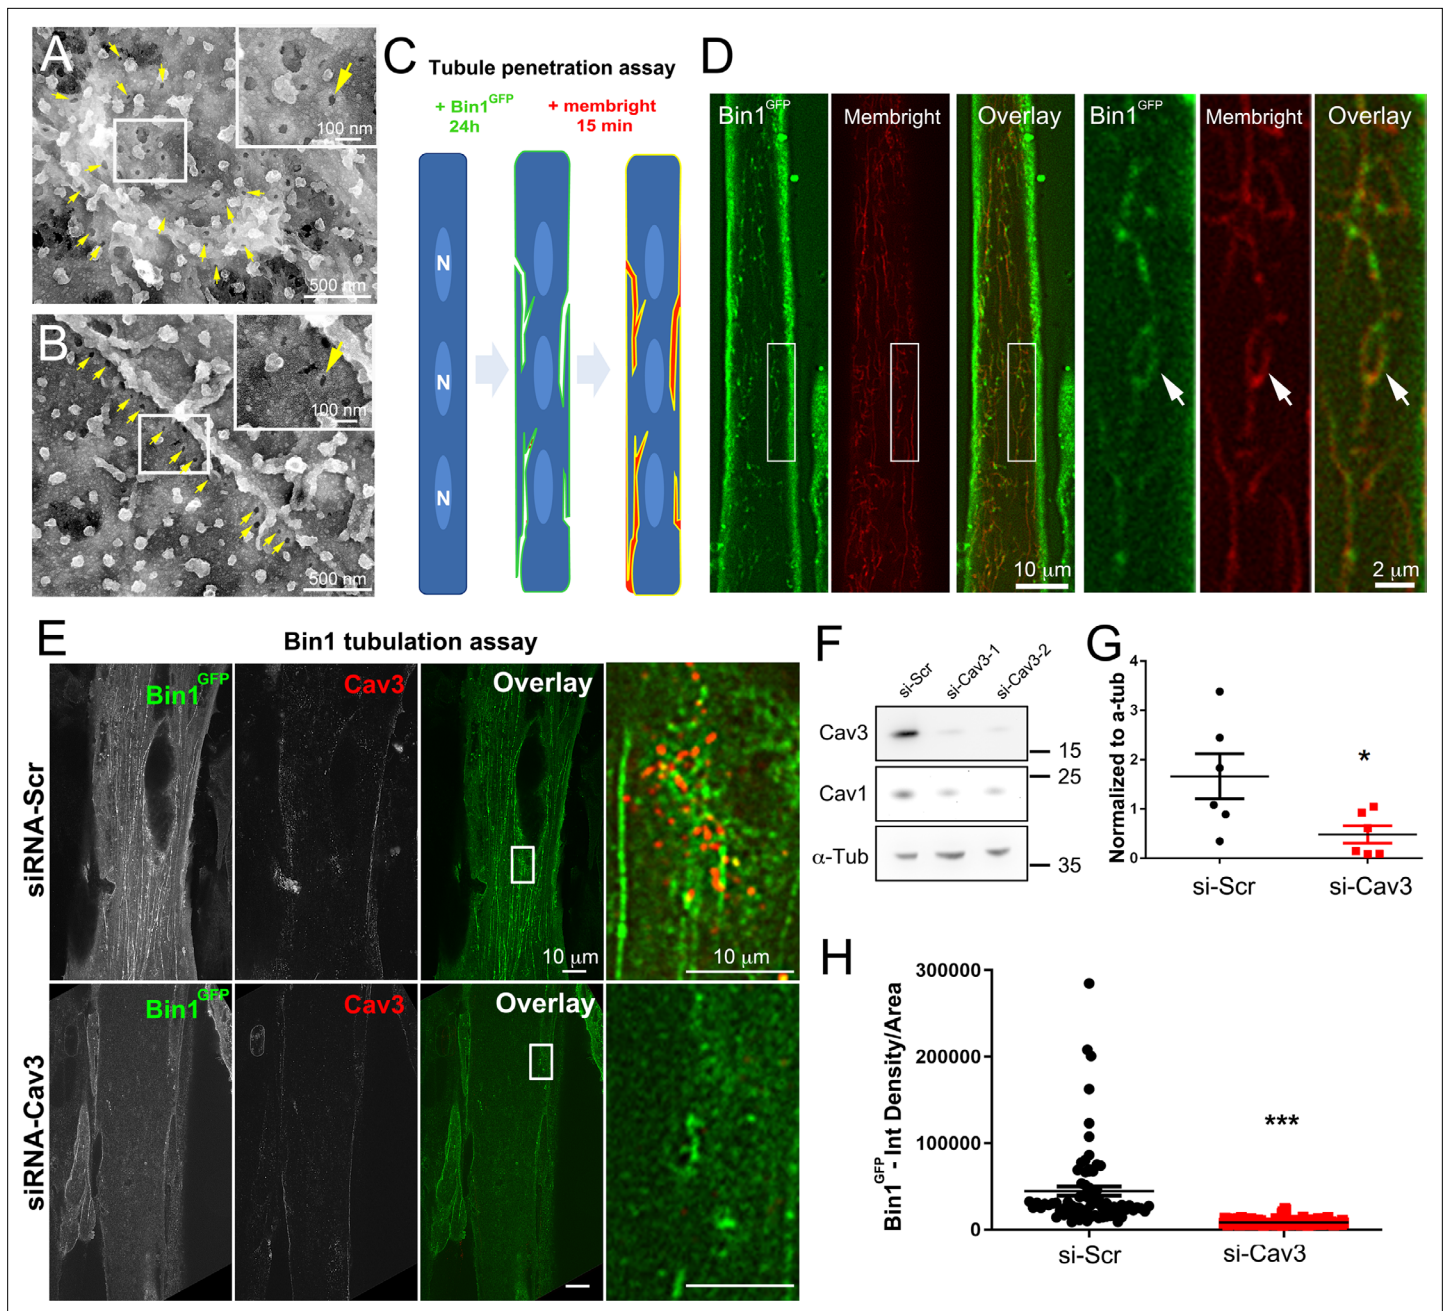 A
100 nm
500 nm
B
100 nm
500 nm
C
Tubule penetration assay
+ Bin1GFP
24h
+ membright
15 min
N
N
N
D
Bin1GFP
Membright
Overlay
Bin1GFP
Membright
Overlay
10 μm
2 μm
E
Bin1 tubulation assay
siRNA-Scr
Bin1GFP
Cav3
Overlay
10 μm
10 μm
siRNA-Cav3
Bin1GFP
Cav3
Overlay
F
si-Scr
si-Cav3-1
si-Cav3-2
Cav3
15
25
Cav1
α-Tub
35
G
Normalized to a-tub
4
3
2
1
0
*
si-Scr
si-Cav3
H
Bin1GFP - Int Density/Area
300000
200000
100000
0
***
si-Scr
si-Cav3